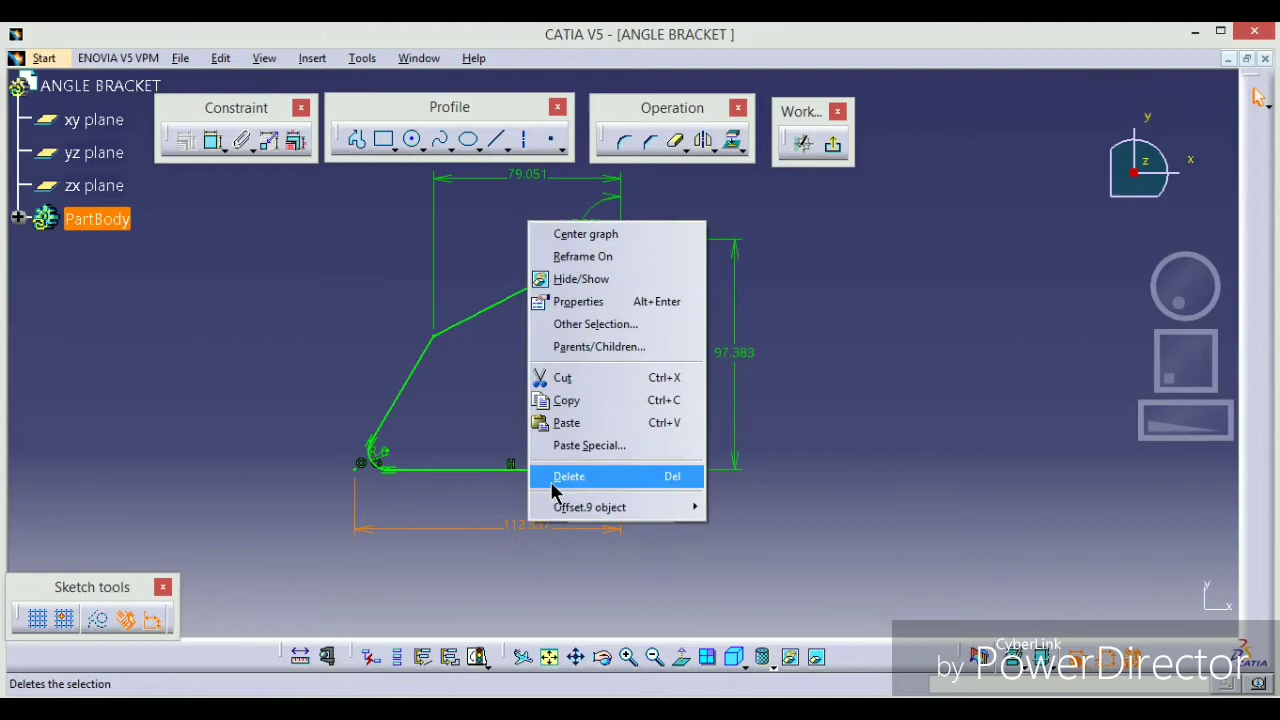 CATIA V5 - [ANGLE BRACKET ]
Start ENOVIA V5 VPM File Edit View Insert Tools Window Help
ANGLE BRACKET
xy plane
yz plane
zx plane
PartBody
Constraint
Profile
Operation
Work...
y
x
z
79.051
97.383
H
Center graph
Reframe On
Hide/Show
Properties Alt+Enter
Other Selection...
Parents/Children...
Cut Ctrl+X
Copy Ctrl+C
Paste Ctrl+V
Paste Special...
Delete Del
Offset.9 object
Sketch tools
y
x
CyberLink
by PowerDirector
CATIA
Deletes the selection